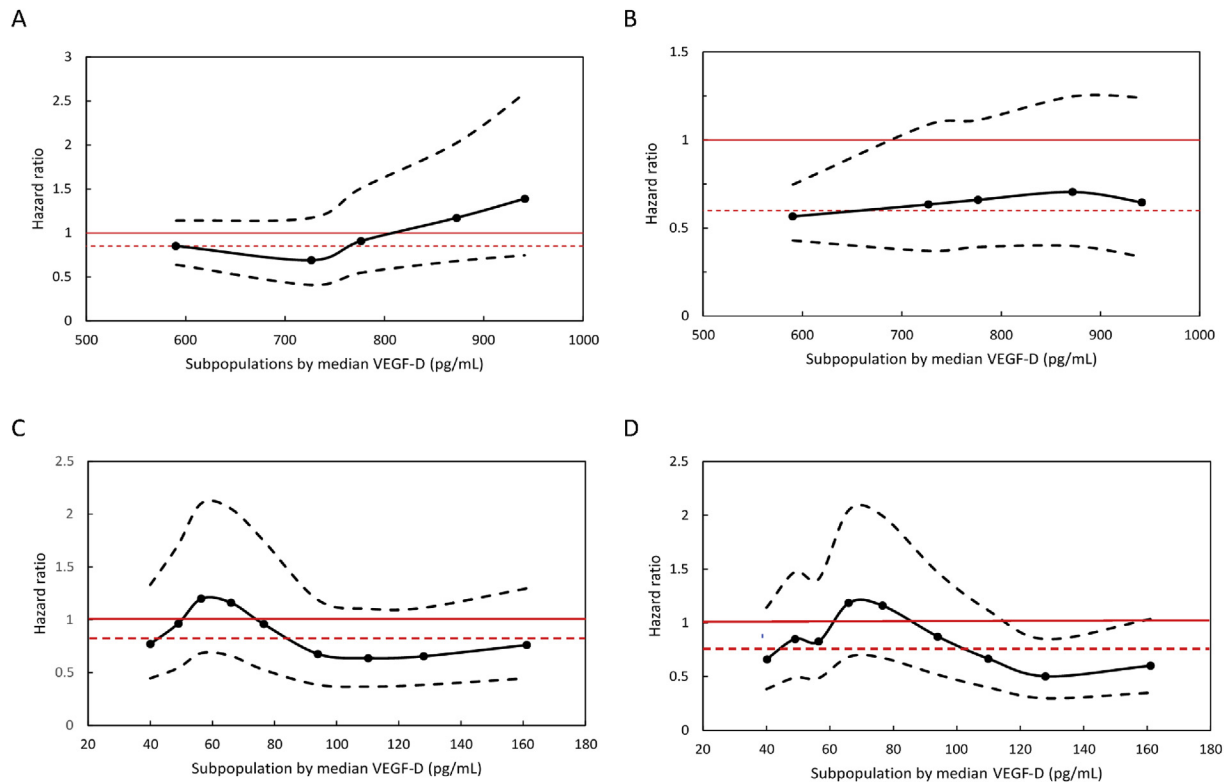 A
3
2.5
2
1.5
1
0.5
0
Hazard ratio
500 600 700 800 900 1000
Subpopulations by median VEGF-D (pg/mL)
B
1.5
1
0.5
0
Hazard ratio
500 600 700 800 900 1000
Subpopulation by median VEGF-D (pg/mL)
C
2.5
2
1.5
1
0.5
0
Hazard ratio
20 40 60 80 100 120 140 160 180
Subpopulation by median VEGF-D (pg/mL)
D
2.5
2
1.5
1
0.5
0
Hazard ratio
20 40 60 80 100 120 140 160 180
Subpopulation by median VEGF-D (pg/mL)